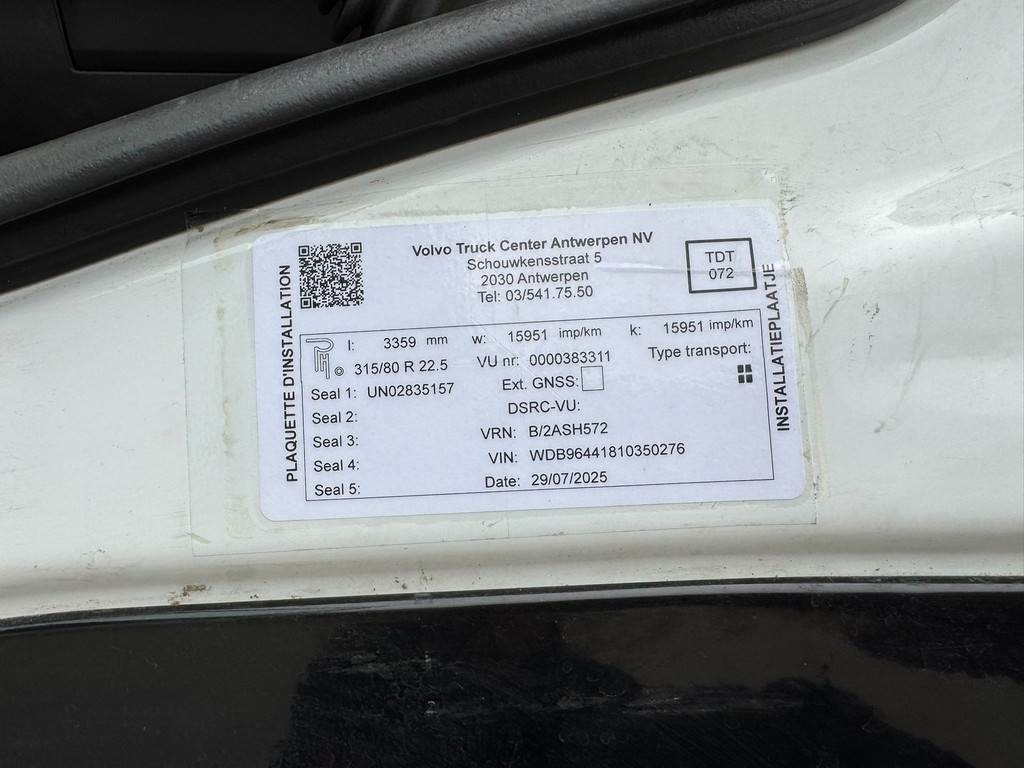 Volvo Truck Center Antwerpen NV
Schouwkensstraat 5
2030 Antwerpen
Tel: 03/541.75.50
TDT
072
PLAQUETTE D'INSTALLATION
l: 3359 mm w: 15951 imp/km k: 15951 imp/km
315/80 R 22.5 VU nr: 0000383311 Type transport:
Seal 1: UN02835157 Ext. GNSS:
Seal 2: DSRC-VU:
Seal 3: VRN: B/2ASH572
Seal 4: VIN: WDB96441810350276
Seal 5: Date: 29/07/2025
INSTALLATIEPLAATJE